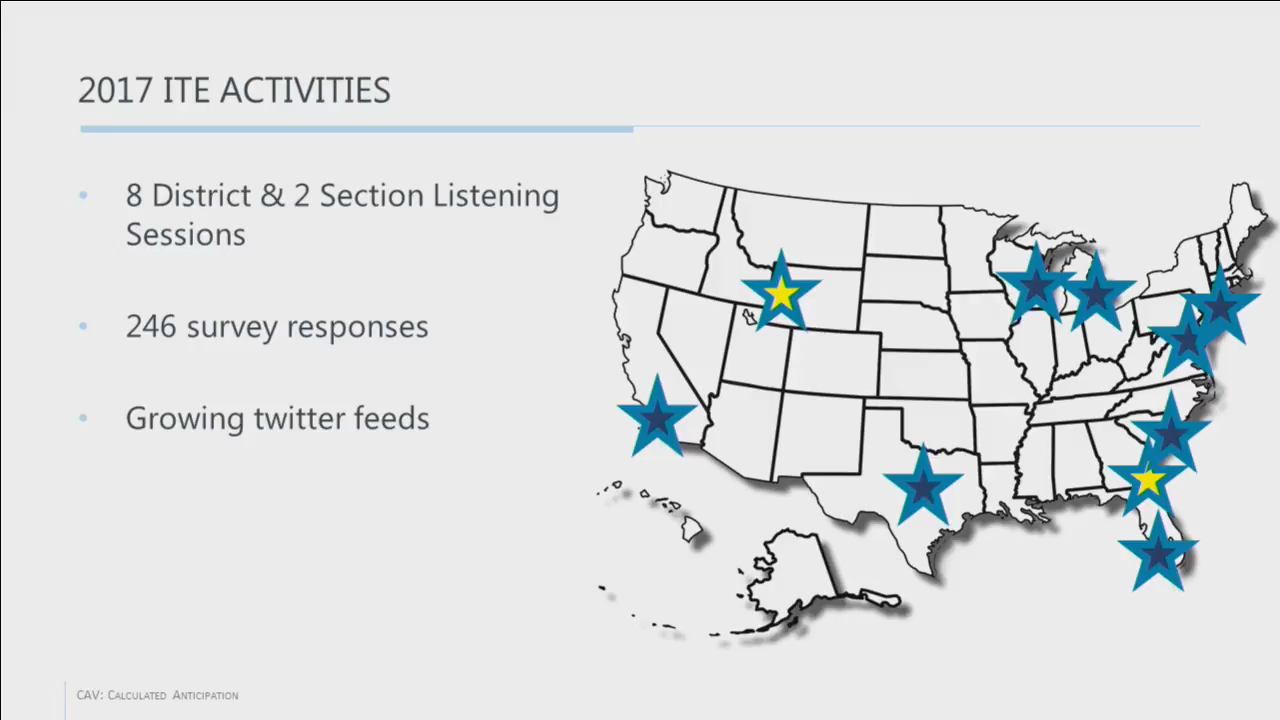 2017 ITE ACTIVITIES
• 8 District & 2 Section Listening
Sessions
• 246 survey responses
• Growing twitter feeds
CAV: CALCULATED ANTICIPATION